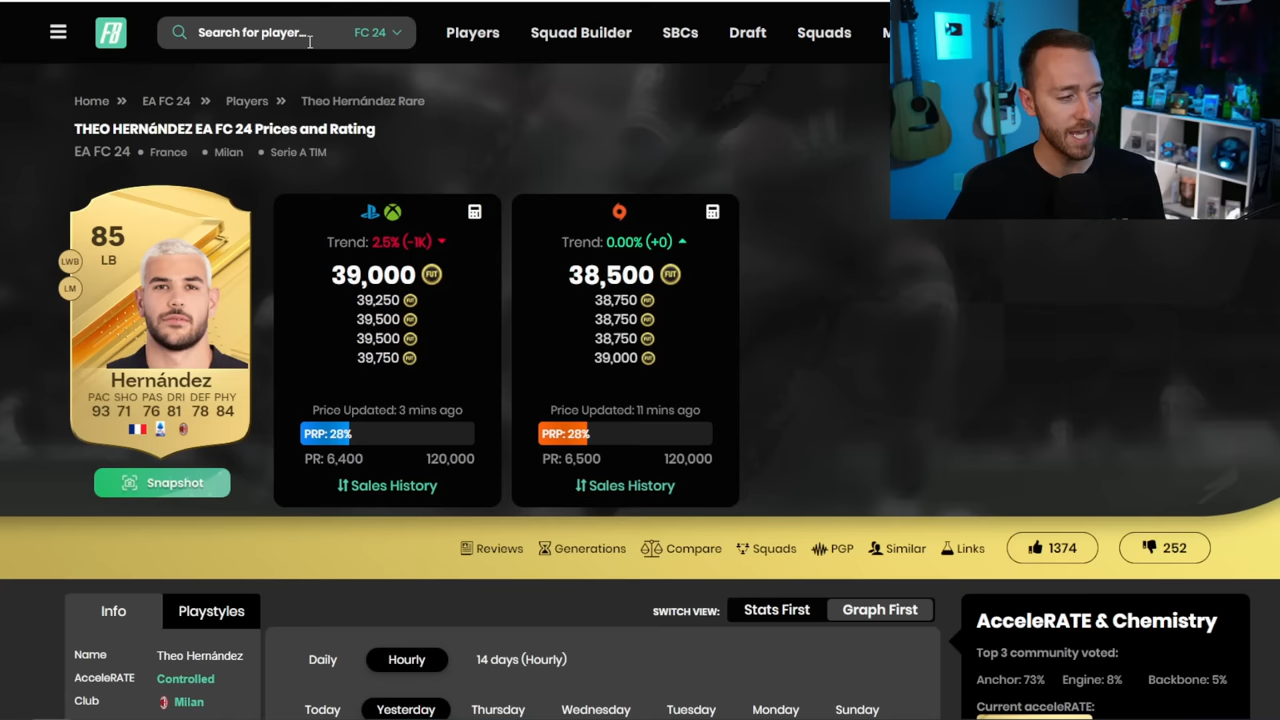 FB
Search for player...
FC 24
Players
Squad Builder
SBCs
Draft
Squads
M
Home » EA FC 24 » Players » Theo Hernández Rare
THEO HERNáNDEZ EA FC 24 Prices and Rating
EA FC 24 • France • Milan • Serie A TIM
85
LB
LWB
LM
Hernández
PAC SHO PAS DRI DEF PHY
93 71 76 81 78 84
Snapshot
Trend: 2.5% (-1K)
39,000 FUT
39,250
39,500
39,500
39,750
Price Updated: 3 mins ago
PRP: 28%
PR: 6,400 120,000
Sales History
Trend: 0.00% (+0)
38,500 FUT
38,750
38,750
38,750
39,000
Price Updated: 11 mins ago
PRP: 28%
PR: 6,500 120,000
Sales History
Reviews
Generations
Compare
Squads
PGP
Similar
Links
1374
252
Info
Playstyles
Name Theo Hernández
AcceleRATE Controlled
Club Milan
SWITCH VIEW: Stats First Graph First
Daily Hourly 14 days (Hourly)
Today Yesterday Thursday Wednesday Tuesday Monday Sunday
AcceleRATE & Chemistry
Top 3 community voted:
Anchor: 73% Engine: 8% Backbone: 5%
Current acceleRATE: